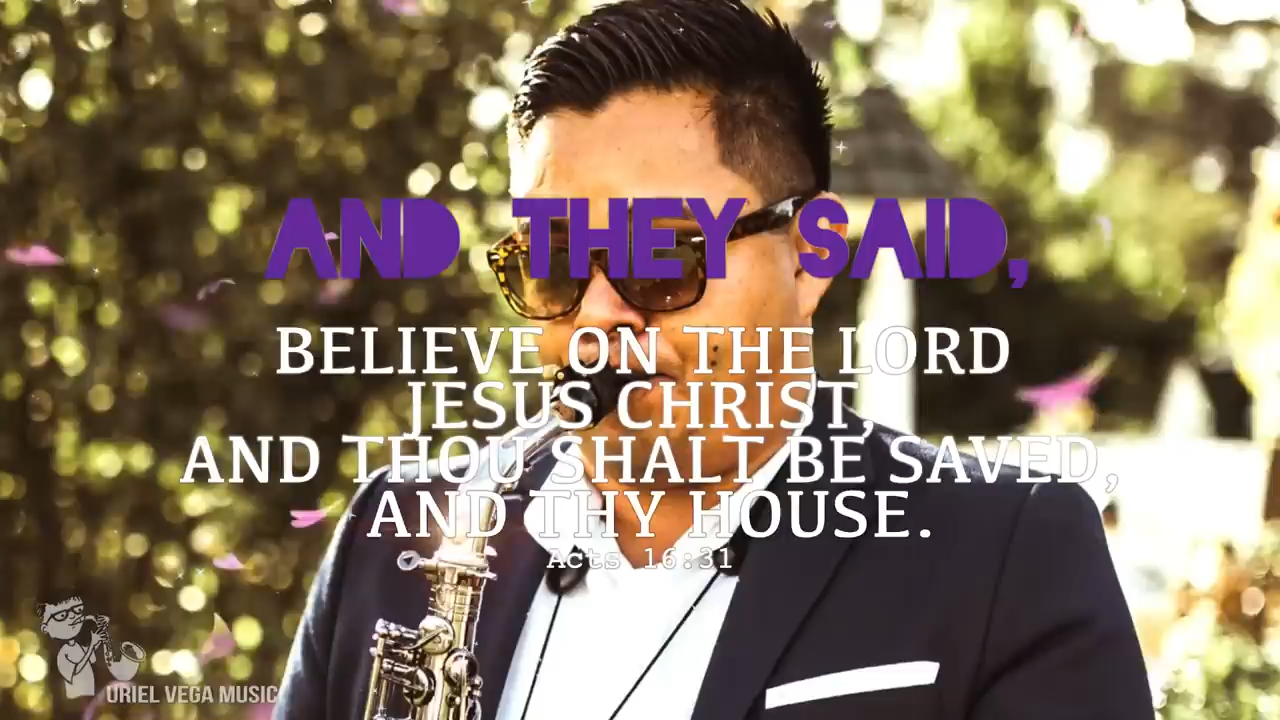 AND THEY SAID,
BELIEVE ON THE LORD
JESUS CHRIST,
AND THOU SHALT BE SAVED,
AND THY HOUSE.
Acts 16:31
URIEL VEGA MUSIC